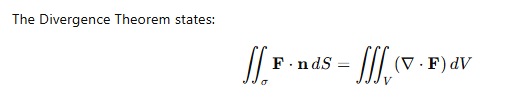 The Divergence Theorem states:
∬_σ F · n dS = ∭_V (∇ · F) dV